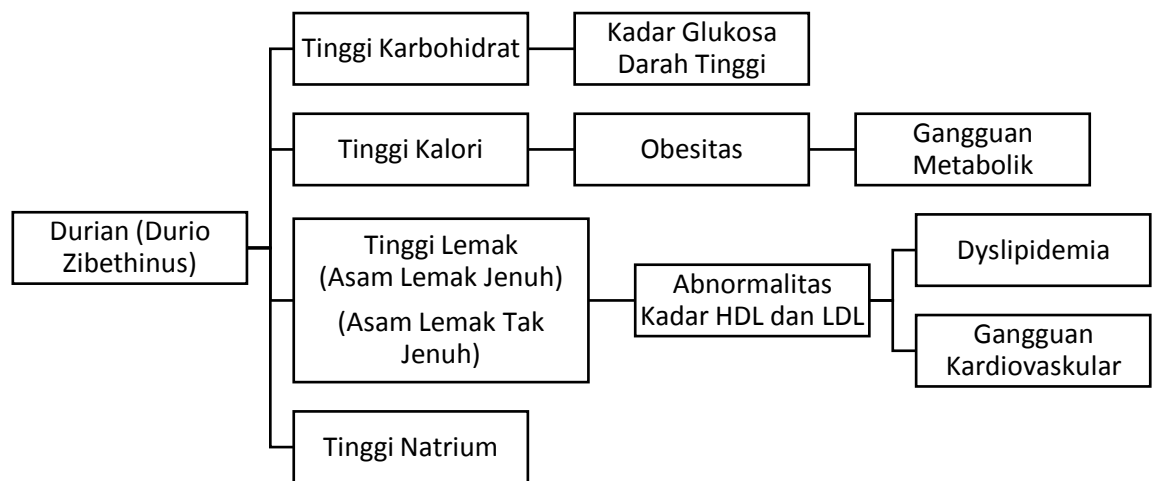 Durian (Durio
Zibethinus)
Tinggi Karbohidrat
Kadar Glukosa
Darah Tinggi
Tinggi Kalori
Obesitas
Gangguan
Metabolik
Tinggi Lemak
(Asam Lemak Jenuh)
(Asam Lemak Tak
Jenuh)
Abnormalitas
Kadar HDL dan LDL
Dyslipidemia
Gangguan
Kardiovaskular
Tinggi Natrium